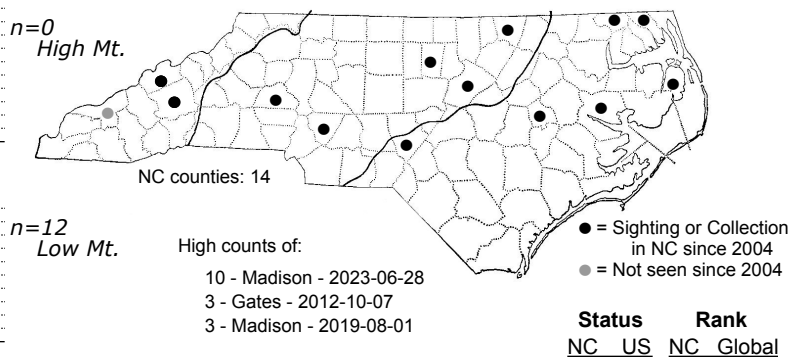 n=0
High Mt.
NC counties: 14
n=12
Low Mt.
High counts of:
10 - Madison - 2023-06-28
3 - Gates - 2012-10-07
3 - Madison - 2019-08-01
● = Sighting or Collection
in NC since 2004
● = Not seen since 2004
Status Rank
NC US NC Global